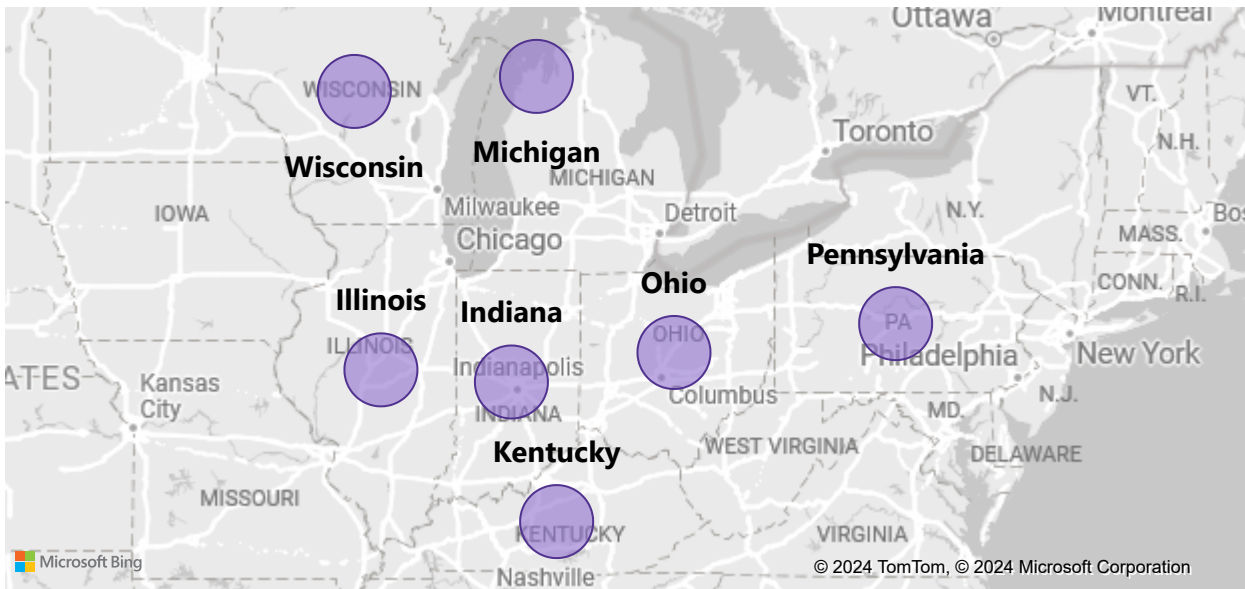 Ottawa
Montreal
WISCONSIN
VT.
Toronto
N.H.
Wisconsin
Michigan
MICHIGAN
IOWA
Milwaukee
Detroit
N.Y.
Chicago
MASS.
Pennsylvania
Ohio
CONN.
R.I.
Illinois
Indiana
PA
OHIO
ILLINOIS
Philadelphia
New York
Indianapolis
Kansas
City
Columbus
N.J.
INDIANA
MD.
Kentucky
WEST VIRGINIA
DELAWARE
MISSOURI
KENTUCKY
VIRGINIA
Microsoft Bing
Nashville
© 2024 TomTom, © 2024 Microsoft Corporation